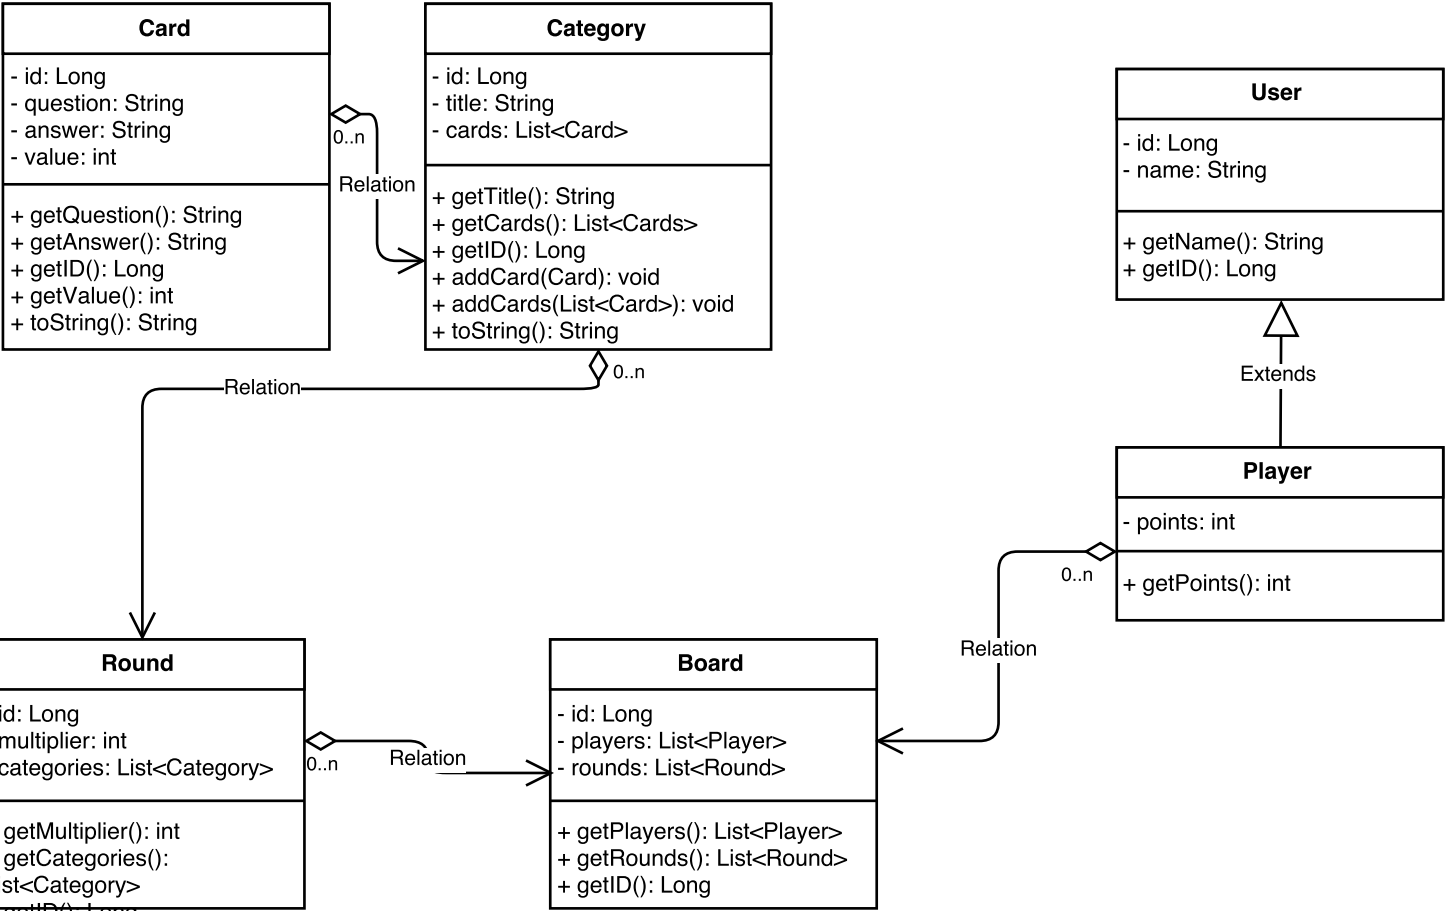 Card
- id: Long
- question: String
- answer: String
- value: int
+ getQuestion(): String
+ getAnswer(): String
+ getID(): Long
+ getValue(): int
+ toString(): String
0..n
Relation
Category
- id: Long
- title: String
- cards: List<Card>
+ getTitle(): String
+ getCards(): List<Cards>
+ getID(): Long
+ addCard(Card): void
+ addCards(List<Card>): void
+ toString(): String
0..n
Relation
User
- id: Long
- name: String
+ getName(): String
+ getID(): Long
Extends
Player
- points: int
+ getPoints(): int
0..n
Relation
Round
id: Long
multiplier: int
categories: List<Category>
getMultiplier(): int
getCategories():
st<Category>
getID(): Long
0..n
Relation
Board
- id: Long
- players: List<Player>
- rounds: List<Round>
+ getPlayers(): List<Player>
+ getRounds(): List<Round>
+ getID(): Long